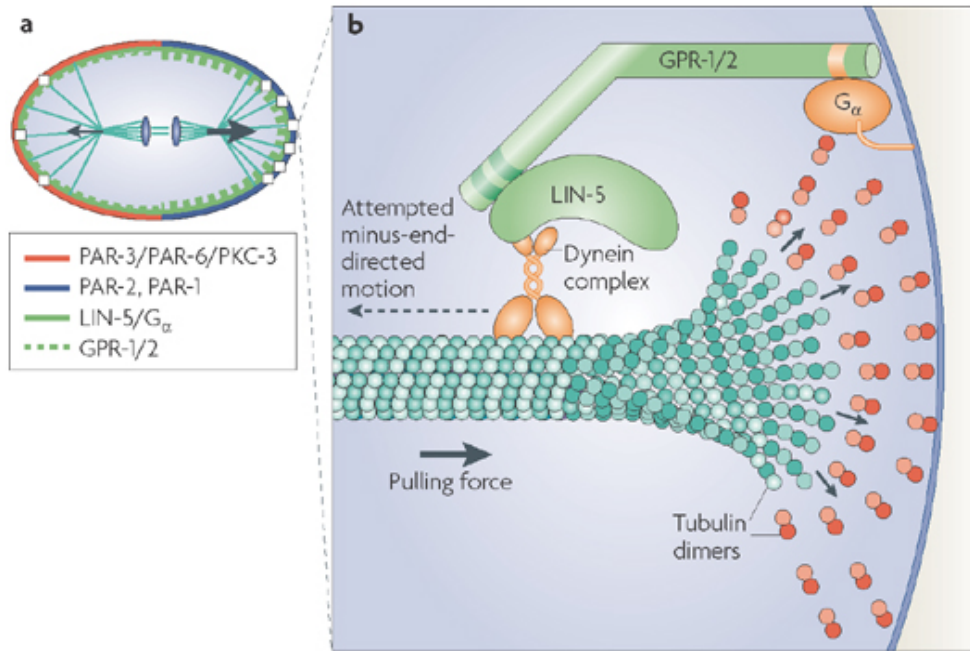 a
PAR-3/PAR-6/PKC-3
PAR-2, PAR-1
LIN-5/Gα
GPR-1/2
b
GPR-1/2
Gα
LIN-5
Attempted
minus-end-
directed
motion
Dynein
complex
Pulling force
Tubulin
dimers